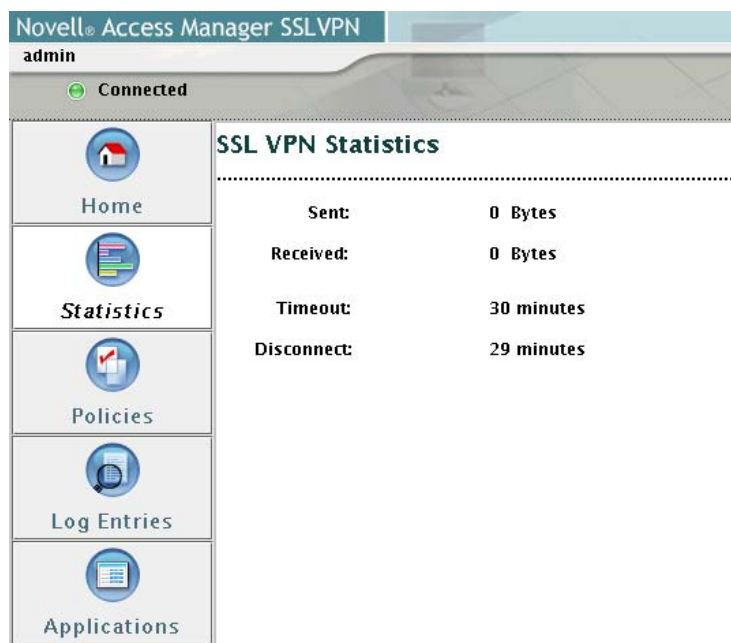 Novell® Access Manager SSLVPN
admin
Connected
Home
Statistics
Policies
Log Entries
Applications
SSL VPN Statistics
Sent: 0 Bytes
Received: 0 Bytes
Timeout: 30 minutes
Disconnect: 29 minutes